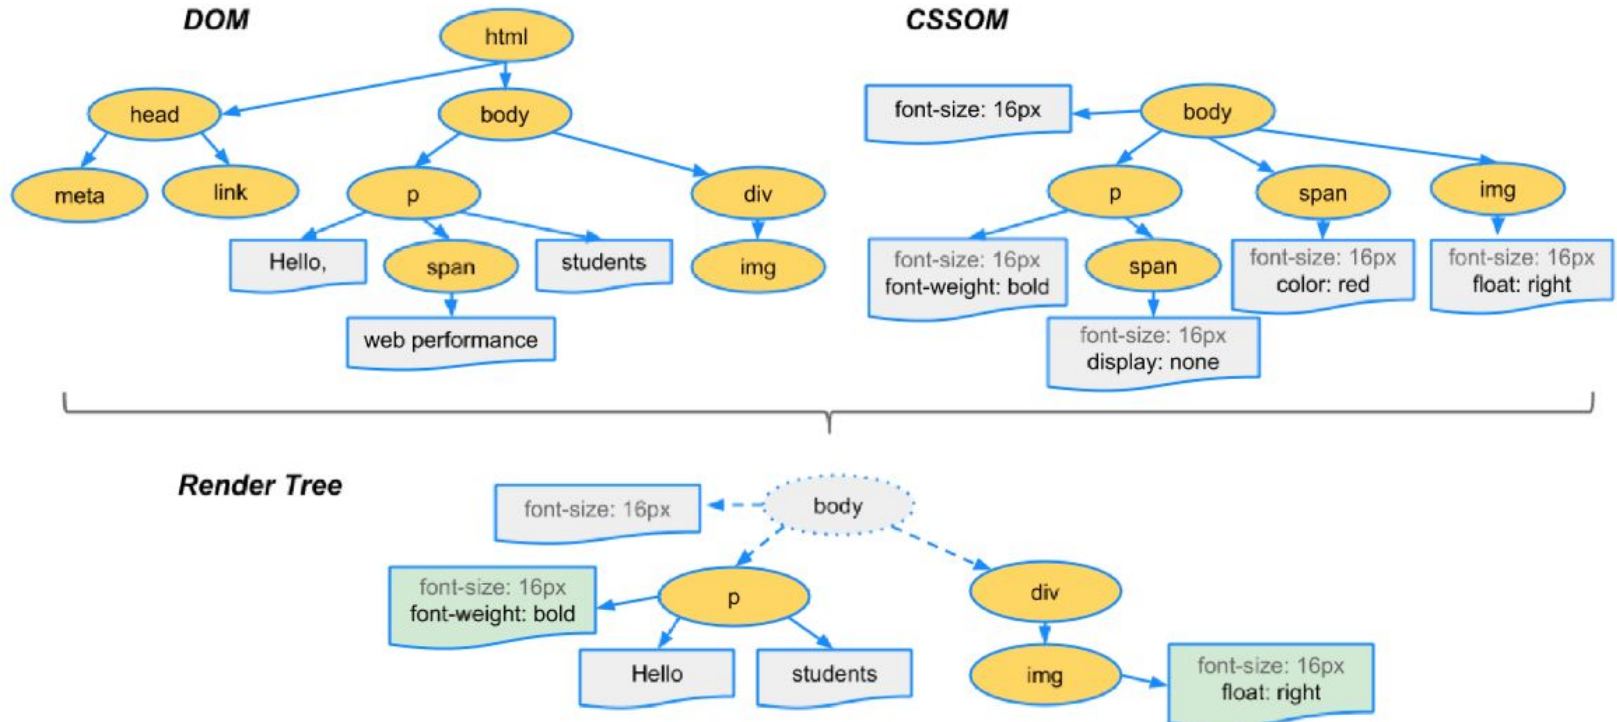 DOM
html
head
body
meta
link
p
div
Hello,
span
students
img
web performance
CSSOM
font-size: 16px
body
p
span
img
font-size: 16px
font-weight: bold
span
font-size: 16px
color: red
font-size: 16px
float: right
font-size: 16px
display: none
Render Tree
font-size: 16px
body
font-size: 16px
font-weight: bold
p
div
Hello
students
img
font-size: 16px
float: right